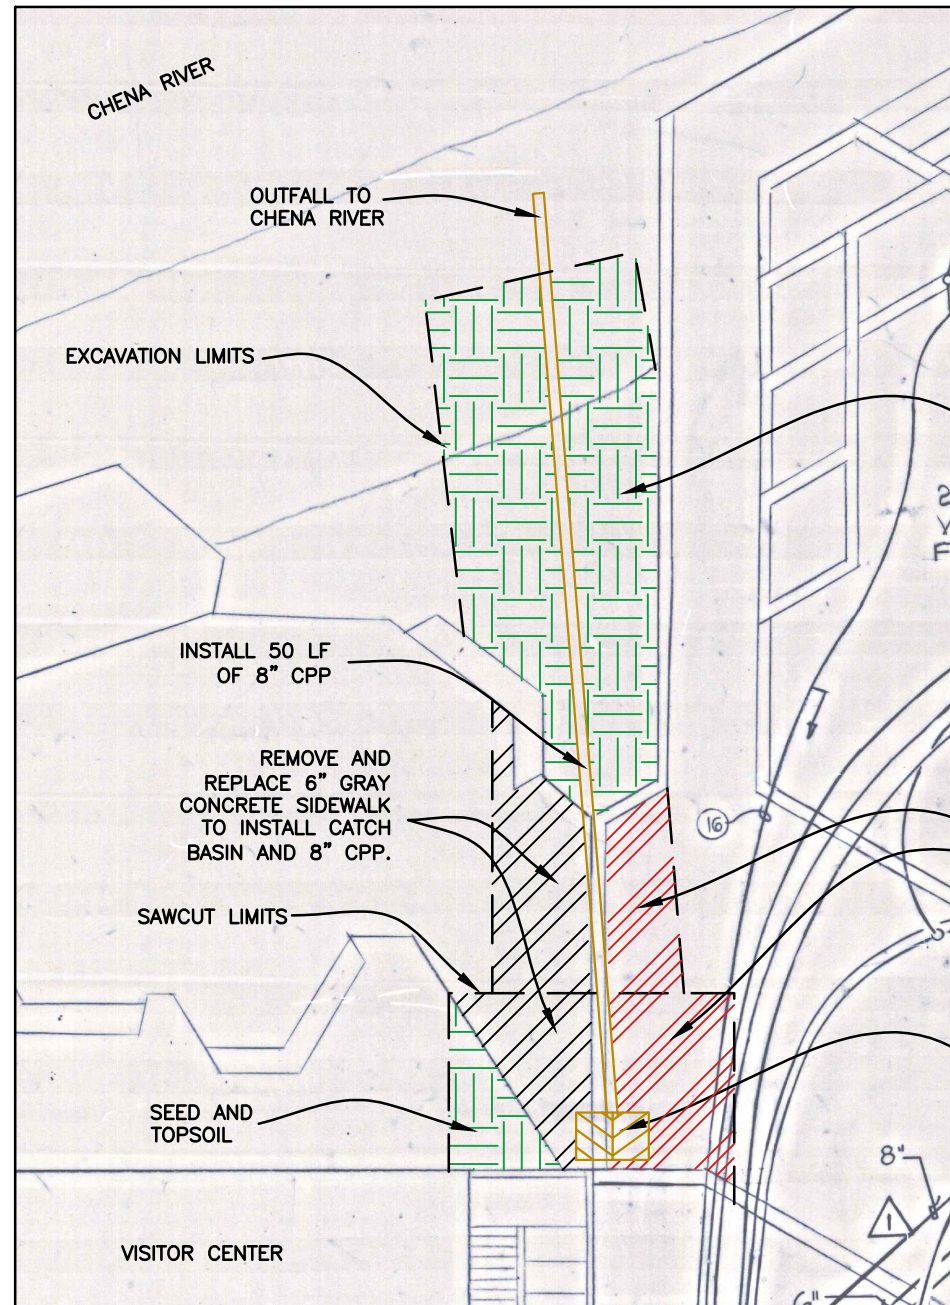 CHENA RIVER
OUTFALL TO
CHENA RIVER
EXCAVATION LIMITS
INSTALL 50 LF
OF 8" CPP
REMOVE AND
REPLACE 6" GRAY
CONCRETE SIDEWALK
TO INSTALL CATCH
BASIN AND 8" CPP.
16
SAWCUT LIMITS
SEED AND
TOPSOIL
8"
1
VISITOR CENTER
6"